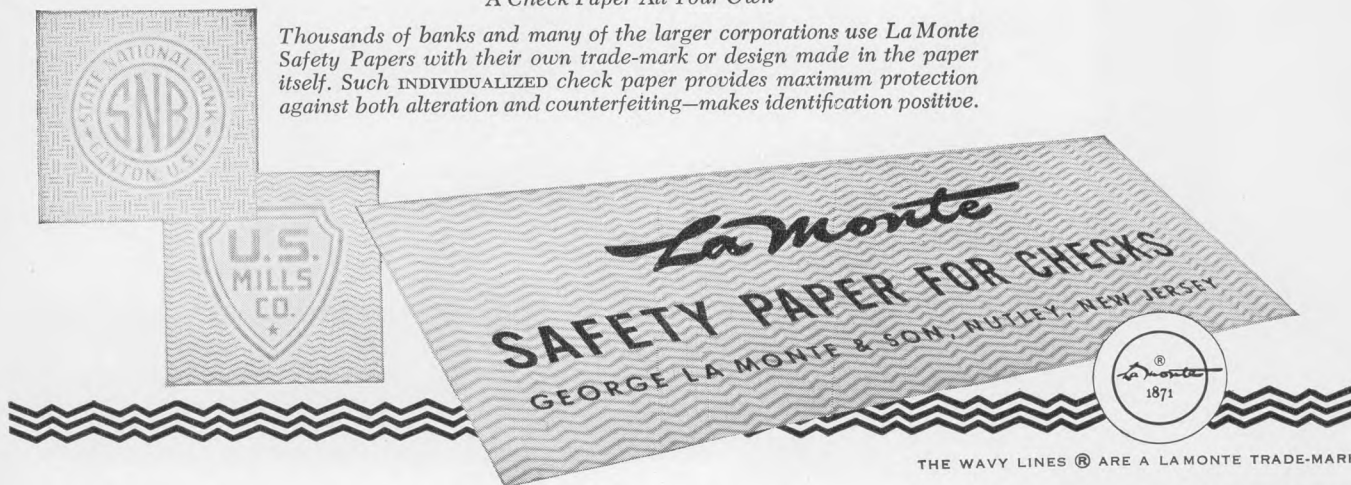 A Check Paper All Your Own
Thousands of banks and many of the larger corporations use La Monte
Safety Papers with their own trade-mark or design made in the paper
itself. Such INDIVIDUALIZED check paper provides maximum protection
against both alteration and counterfeiting—makes identification positive.
STATE NATIONAL BANK
SNB
CANTON, U.S.A.
U.S.
MILLS
CO.
La Monte
SAFETY PAPER FOR CHECKS
GEORGE LA MONTE & SON, NUTLEY, NEW JERSEY
®
La Monte
1871
THE WAVY LINES ® ARE A LAMONTE TRADE-MARK